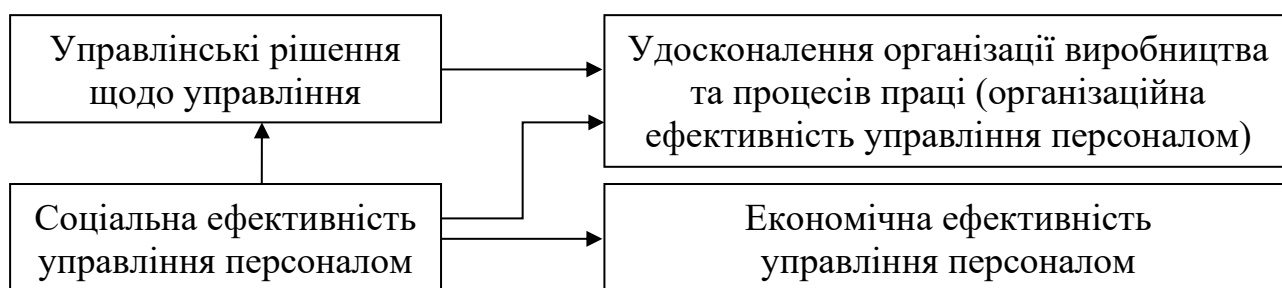 Управлінські рішення
щодо управління
Удосконалення організації виробництва
та процесів праці (організаційна
ефективність управління персоналом)
Соціальна ефективність
управління персоналом
Економічна ефективність
управління персоналом